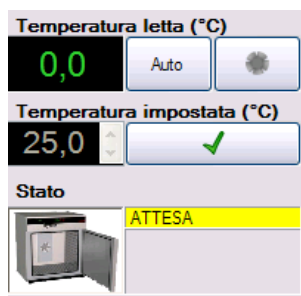 Temperatura letta (°C)
0,0 Auto
Temperatura impostata (°C)
25,0
Stato
ATTESA